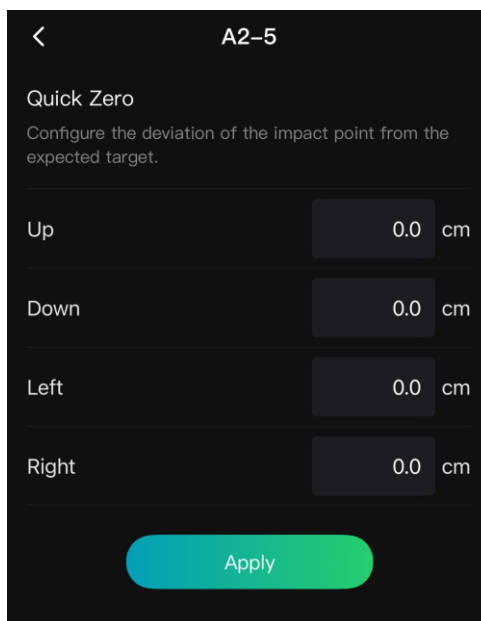 A2-5
Quick Zero
Configure the deviation of the impact point from the
expected target.
Up 0.0 cm
Down 0.0 cm
Left 0.0 cm
Right 0.0 cm
Apply